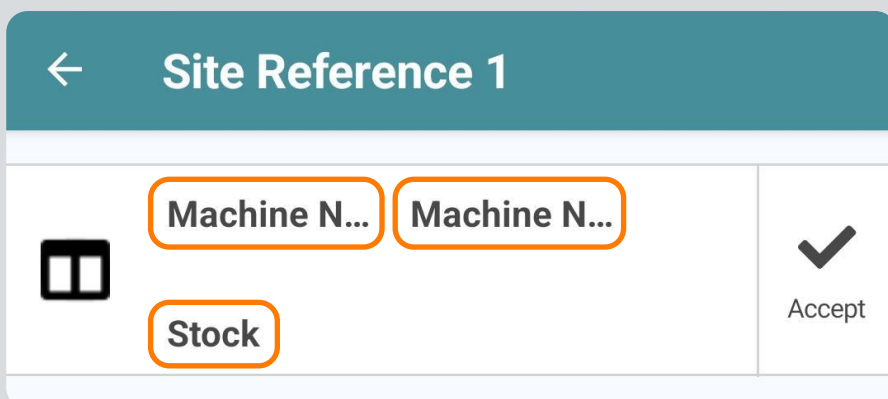 Site Reference 1
Machine N... Machine N...
Accept
Stock